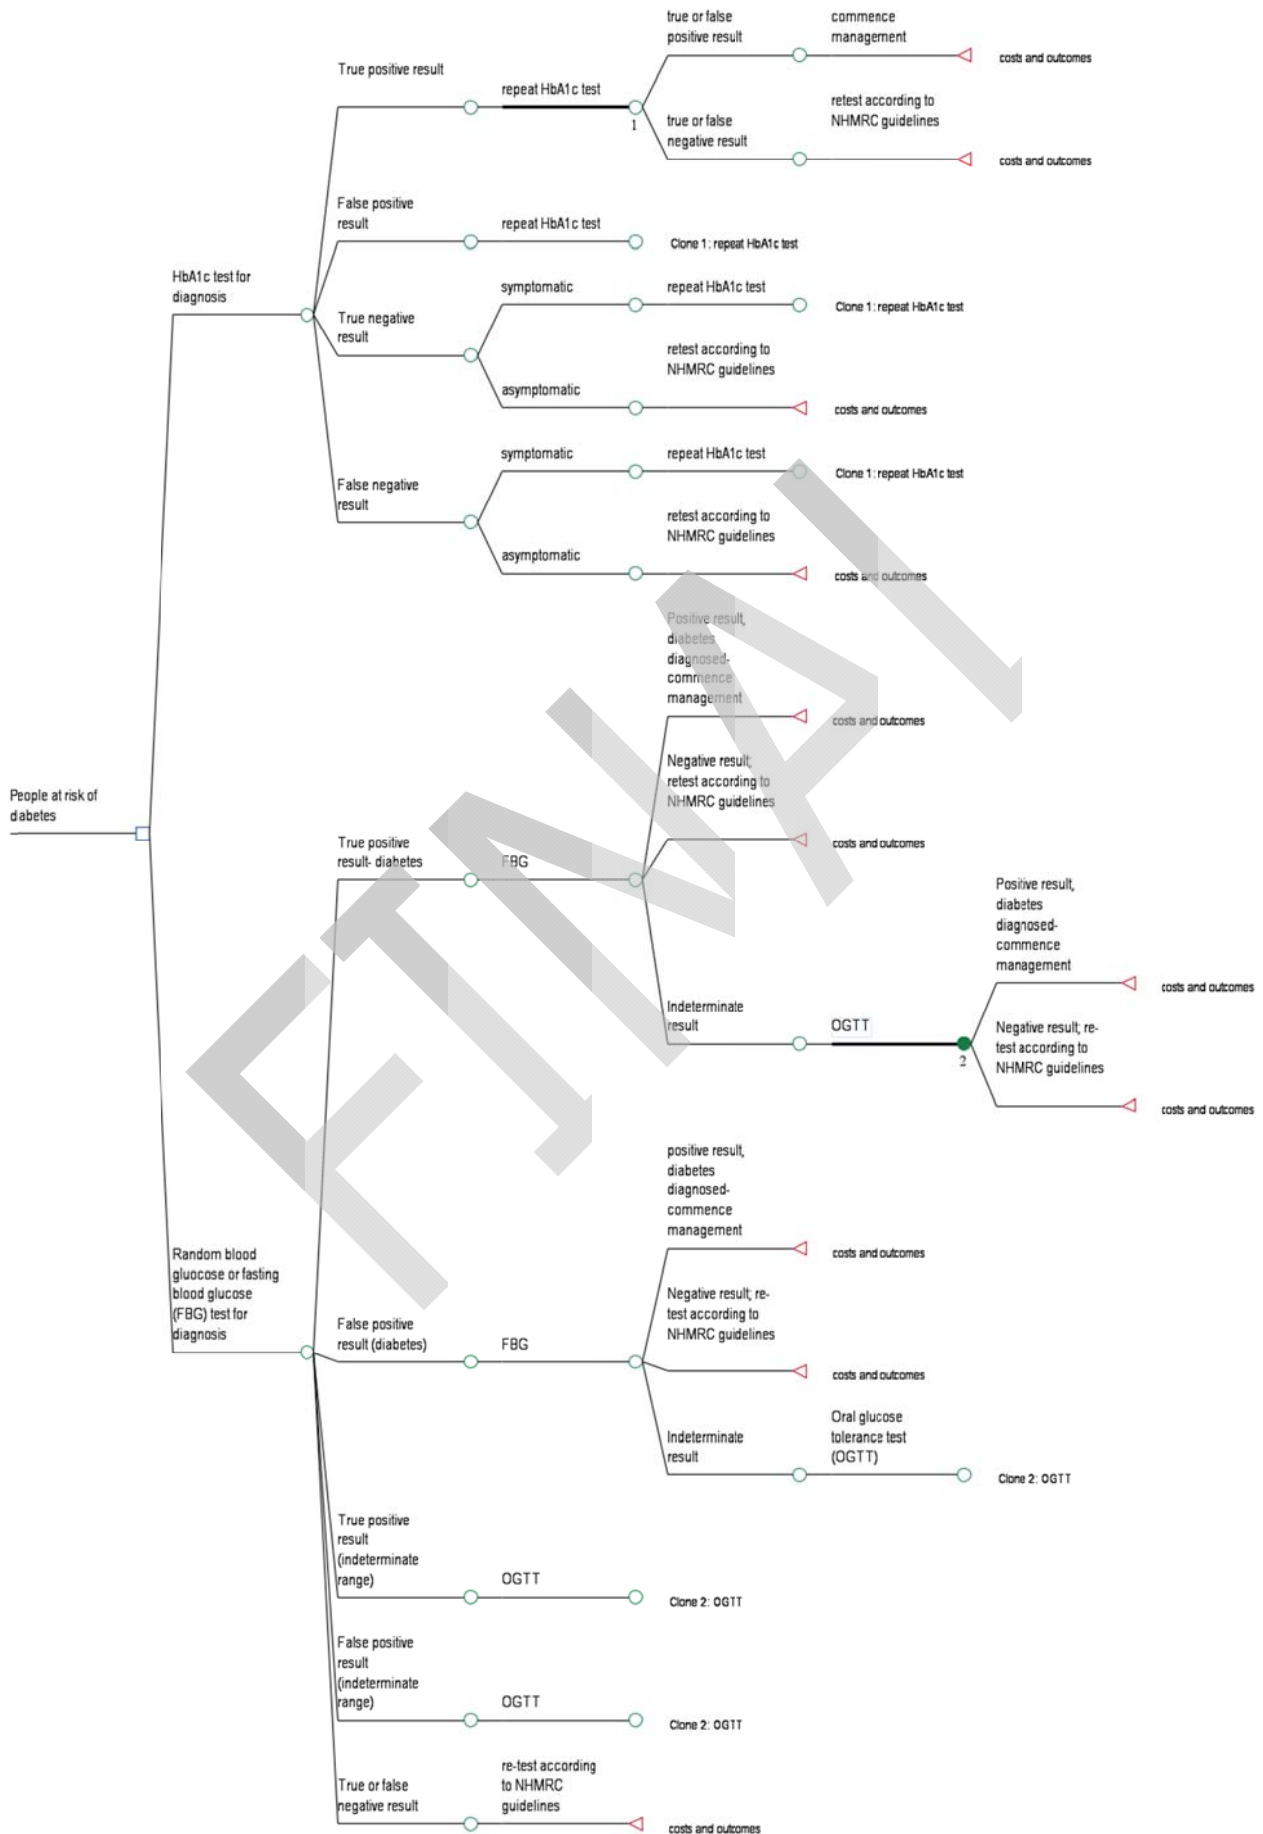 true or false
positive result
commence
management
costs and outcomes
True positive result
repeat HbA1c test
1
true or false
negative result
retest according to
NHMRC guidelines
costs and outcomes
False positive
result
repeat HbA1c test
Clone 1: repeat HbA1c test
HbA1c test for
diagnosis
True negative
result
symptomatic
repeat HbA1c test
Clone 1: repeat HbA1c test
asymptomatic
retest according to
NHMRC guidelines
costs and outcomes
False negative
result
symptomatic
repeat HbA1c test
Clone 1: repeat HbA1c test
asymptomatic
retest according to
NHMRC guidelines
costs and outcomes
People at risk of
diabetes
True positive
result- diabetes
FBG
Positive result,
diabetes
diagnosed-
commence
management
costs and outcomes
Negative result;
retest according to
NHMRC guidelines
costs and outcomes
Indeterminate
result
OGTT
2
Positive result,
diabetes
diagnosed-
commence
management
costs and outcomes
Negative result; re-
test according to
NHMRC guidelines
costs and outcomes
Random blood
gluocose or fasting
blood glucose
(FBG) test for
diagnosis
False positive
result (diabetes)
FBG
positive result,
diabetes
diagnosed-
commence
management
costs and outcomes
Negative result; re-
test according to
NHMRC guidelines
costs and outcomes
Indeterminate
result
Oral glucose
tolerance test
(OGTT)
Clone 2: OGTT
True positive
result
(indeterminate
range)
OGTT
Clone 2: OGTT
False positive
result
(indeterminate
range)
OGTT
Clone 2: OGTT
True or false
negative result
re-test according
to NHMRC
guidelines
costs and outcomes
FINAL